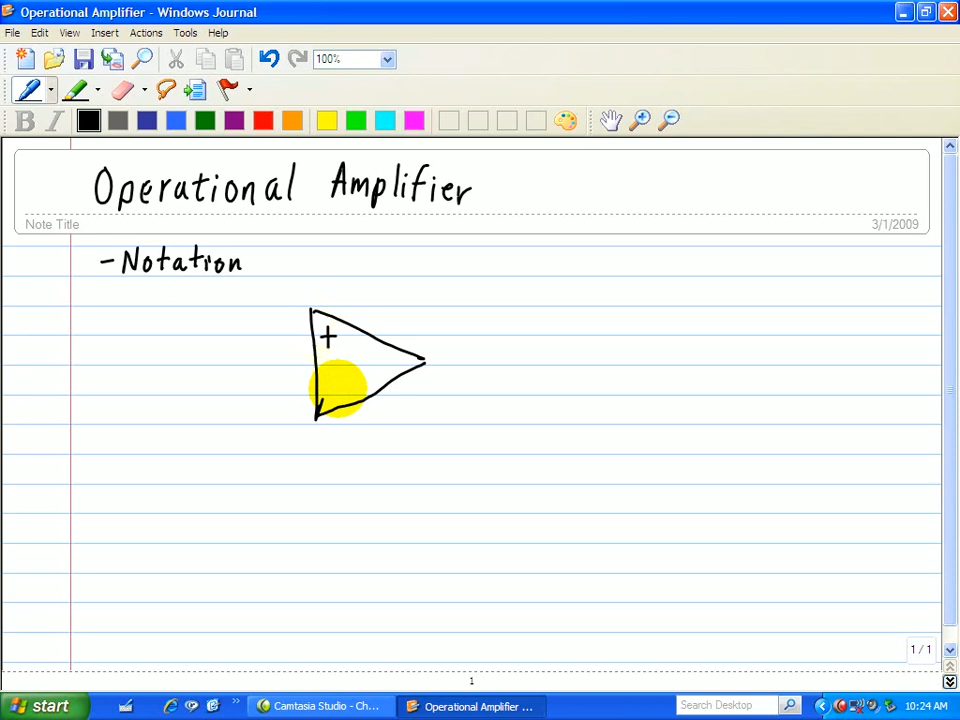 Operational Amplifier - Windows Journal
File Edit View Insert Actions Tools Help
100%
B I
Operational Amplifier
Note Title
3/1/2009
- Notation
+
1 / 1
1
start
Camtasia Studio - Ch...
Operational Amplifier ...
Search Desktop
10:24 AM